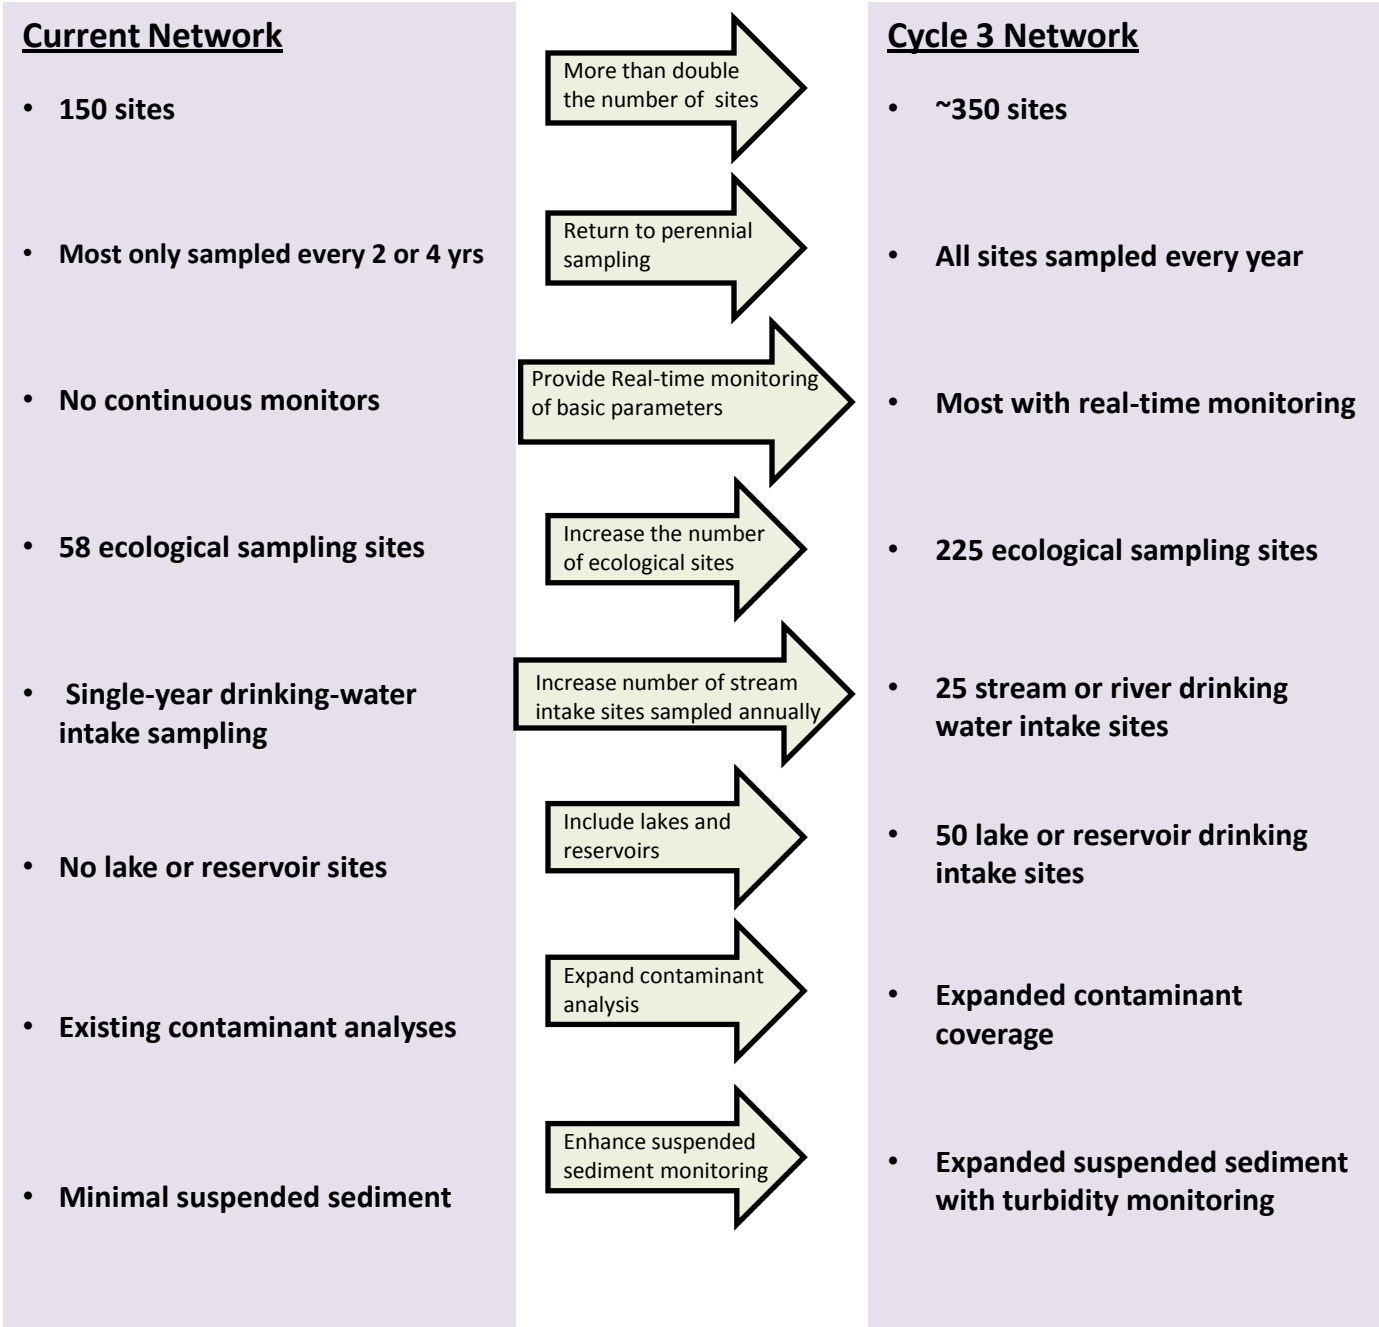 Current Network
• 150 sites
• Most only sampled every 2 or 4 yrs
• No continuous monitors
• 58 ecological sampling sites
• Single-year drinking-water
intake sampling
• No lake or reservoir sites
• Existing contaminant analyses
• Minimal suspended sediment
More than double
the number of sites
Return to perennial
sampling
Provide Real-time monitoring
of basic parameters
Increase the number
of ecological sites
Increase number of stream
intake sites sampled annually
Include lakes and
reservoirs
Expand contaminant
analysis
Enhance suspended
sediment monitoring
Cycle 3 Network
• ~350 sites
• All sites sampled every year
• Most with real-time monitoring
• 225 ecological sampling sites
• 25 stream or river drinking
water intake sites
• 50 lake or reservoir drinking
intake sites
• Expanded contaminant
coverage
• Expanded suspended sediment
with turbidity monitoring